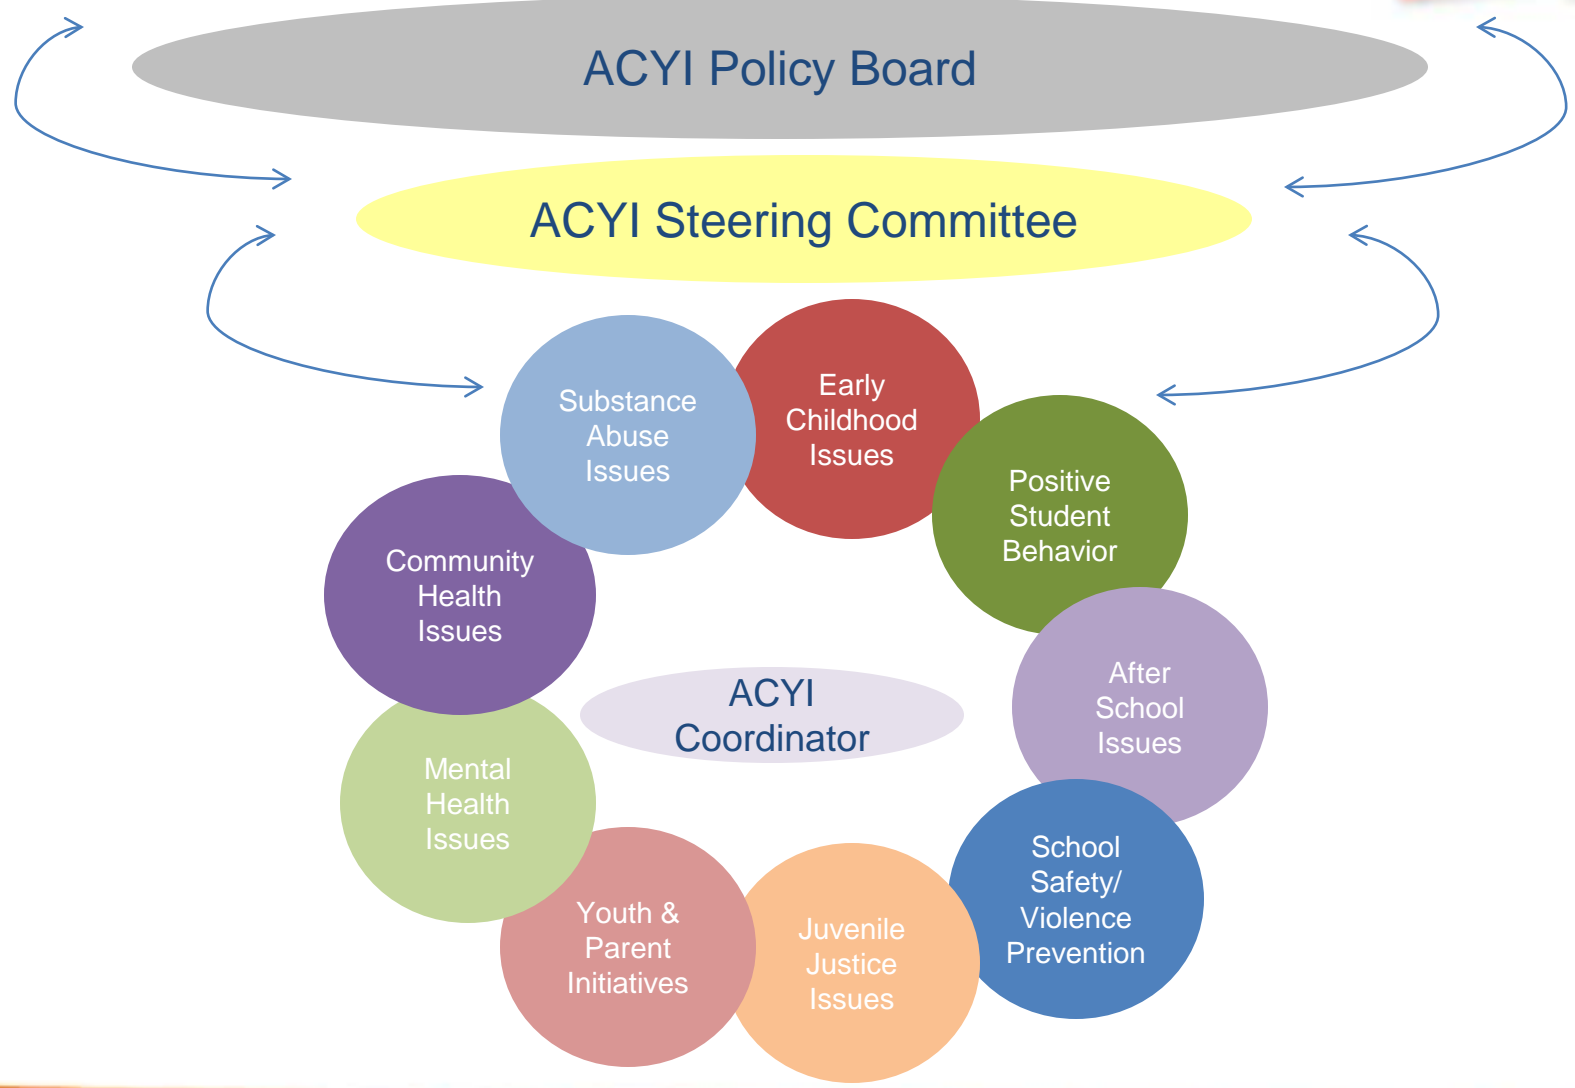 ACYI Policy Board
ACYI Steering Committee
Substance
Abuse
Issues
Early
Childhood
Issues
Positive
Student
Behavior
Community
Health
Issues
ACYI
Coordinator
After
School
Issues
Mental
Health
Issues
School
Safety/
Violence
Prevention
Youth &
Parent
Initiatives
Juvenile
Justice
Issues